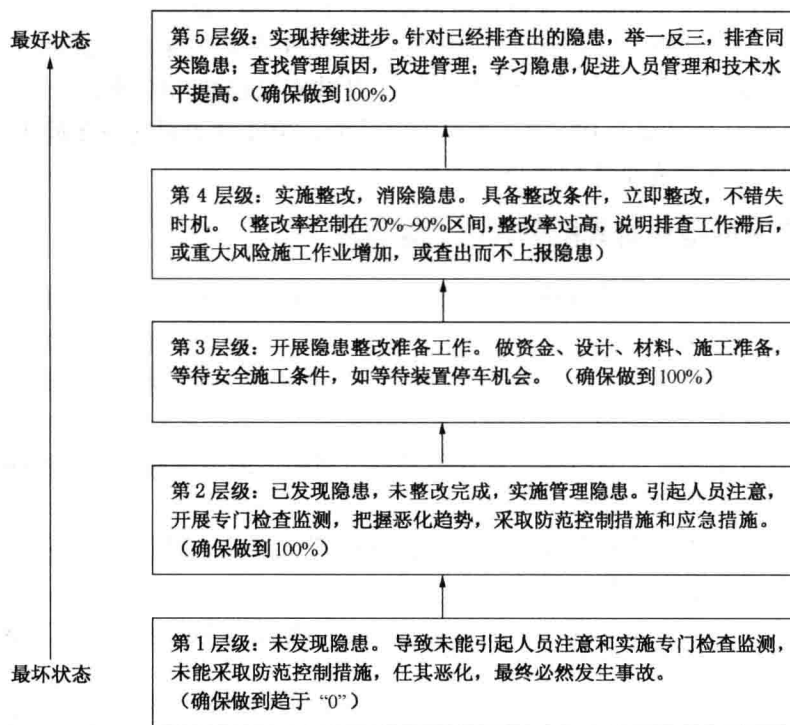 最好状态
第5层级：实现持续进步。针对已经排查出的隐患，举一反三，排查同
类隐患；查找管理原因，改进管理；学习隐患，促进人员管理和技术水
平提高。（确保做到100%）
第 4 层级：实施整改，消除隐患。具备整改条件，立即整改，不错失
时机。（整改率控制在70%~90%区间，整改率过高，说明排查工作滞后，
或重大风险施工作业增加，或查出而不上报隐患）
第3层级：开展隐患整改准备工作。做资金、设计、材料、施工准备，
等待安全施工条件，如等待装置停车机会。（确保做到100%）
第2层级：已发现隐患，未整改完成，实施管理隐患。引起人员注意，
开展专门检查监测，把握恶化趋势，采取防范控制措施和应急措施。
（确保做到100%）
第1层级：未发现隐患。导致未能引起人员注意和实施专门检查监测，
未能采取防范控制措施，任其恶化，最终必然发生事故。
（确保做到趋于“0”）
最坏状态